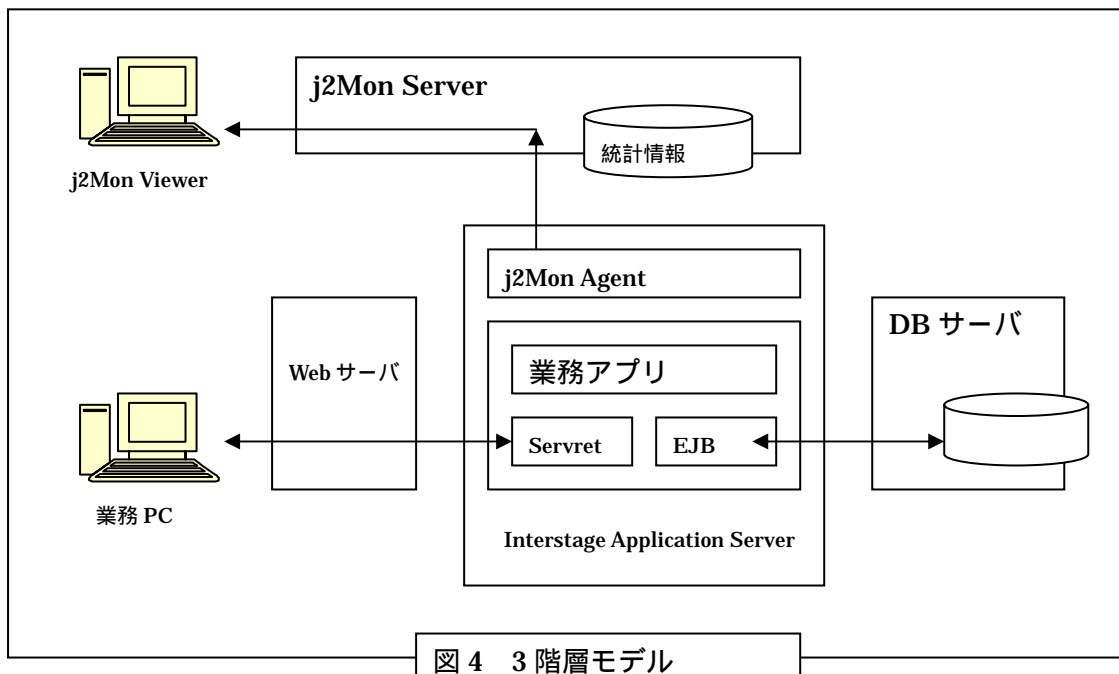 j2Mon Server
統計情報
j2Mon Viewer
j2Mon Agent
DB サーバ
Web サーバ
業務アプリ
Servret
EJB
業務 PC
Interstage Application Server
図 4 3 階層モデル